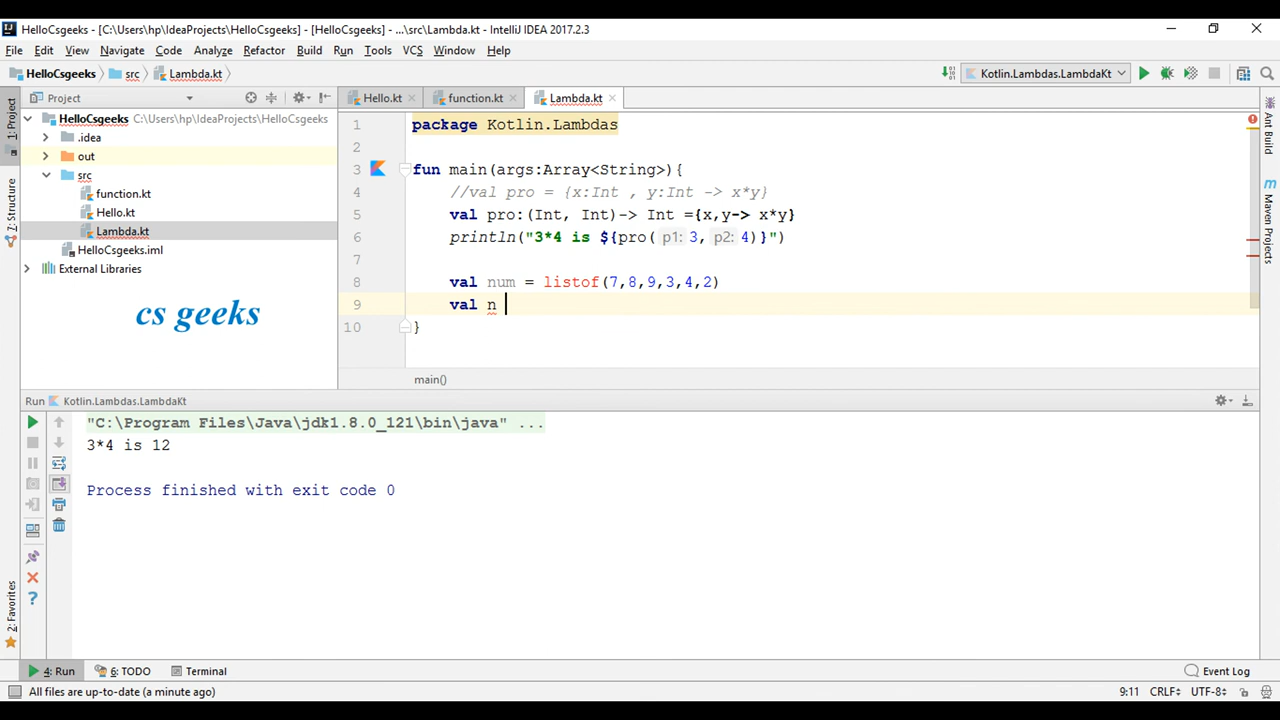 HelloCsgeeks - [C:\Users\hp\IdeaProjects\HelloCsgeeks] - [HelloCsgeeks] - ...\src\Lambda.kt - IntelliJ IDEA 2017.2.3
File Edit View Navigate Code Analyze Refactor Build Run Tools VCS Window Help
HelloCsgeeks src Lambda.kt Kotlin.Lambdas.LambdaKt
1: Project
Project
Hello.kt function.kt Lambda.kt
HelloCsgeeks C:\Users\hp\IdeaProjects\HelloCsgeeks
.idea
out
src
function.kt
Hello.kt
Lambda.kt
HelloCsgeeks.iml
External Libraries
cs geeks
1 package Kotlin.Lambdas
2
3 fun main(args:Array<String>){
4 //val pro = {x:Int , y:Int -> x*y}
5 val pro:(Int, Int)-> Int ={x,y-> x*y}
6 println("3*4 is ${pro( p1: 3, p2: 4)}")
7
8 val num = listof(7,8,9,3,4,2)
9 val n
10 }
main()
Ant Build
Maven Projects
Z: Structure
2: Favorites
Run Kotlin.Lambdas.LambdaKt
"C:\Program Files\Java\jdk1.8.0_121\bin\java" ...
3*4 is 12
Process finished with exit code 0
4: Run 6: TODO Terminal Event Log
All files are up-to-date (a minute ago) 9:11 CRLF UTF-8